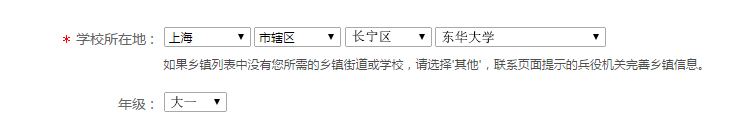 * 学校所在地： 上海 市辖区 长宁区 东华大学
如果乡镇列表中没有您所需的乡镇街道或学校，请选择'其他'，联系页面提示的兵役机关完善乡镇信息。
年级： 大一